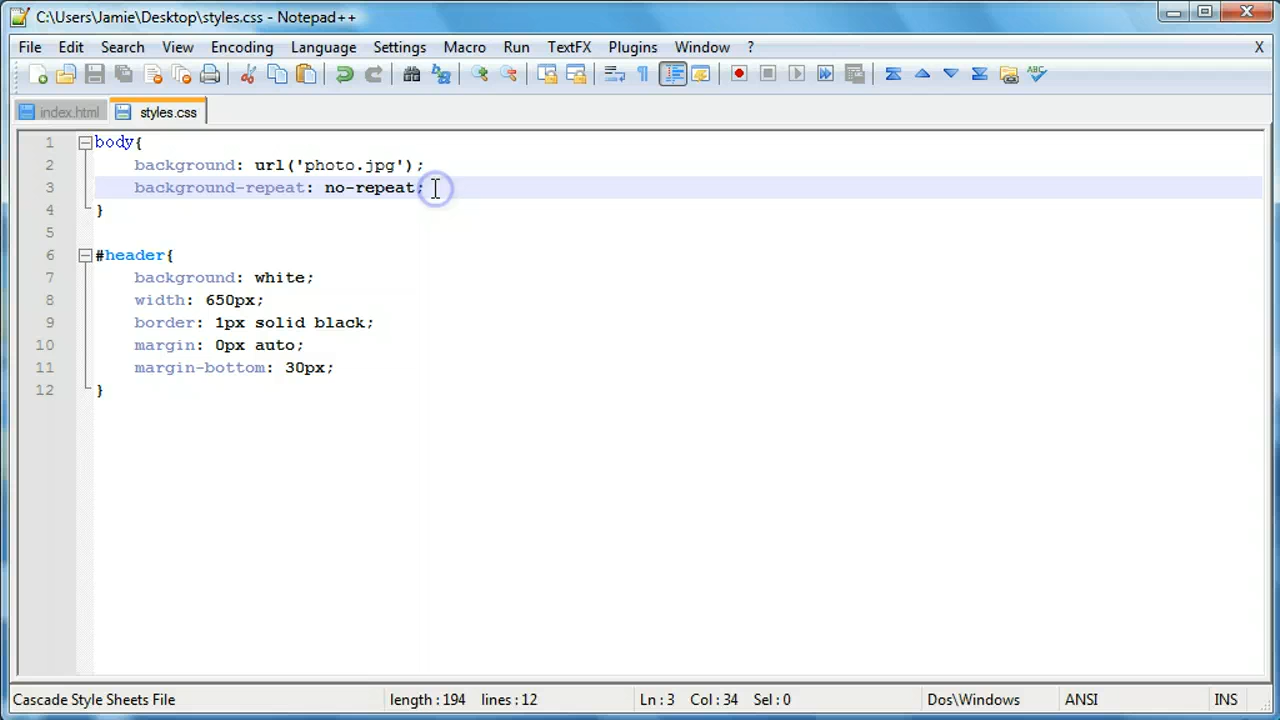 C:\Users\Jamie\Desktop\styles.css - Notepad++
File Edit Search View Encoding Language Settings Macro Run TextFX Plugins Window ? X
index.html styles.css
1 body{
2 background: url('photo.jpg');
3 background-repeat: no-repeat;
4 }
5
6 #header{
7 background: white;
8 width: 650px;
9 border: 1px solid black;
10 margin: 0px auto;
11 margin-bottom: 30px;
12 }
Cascade Style Sheets File length : 194 lines : 12 Ln : 3 Col : 34 Sel : 0 Dos\Windows ANSI INS